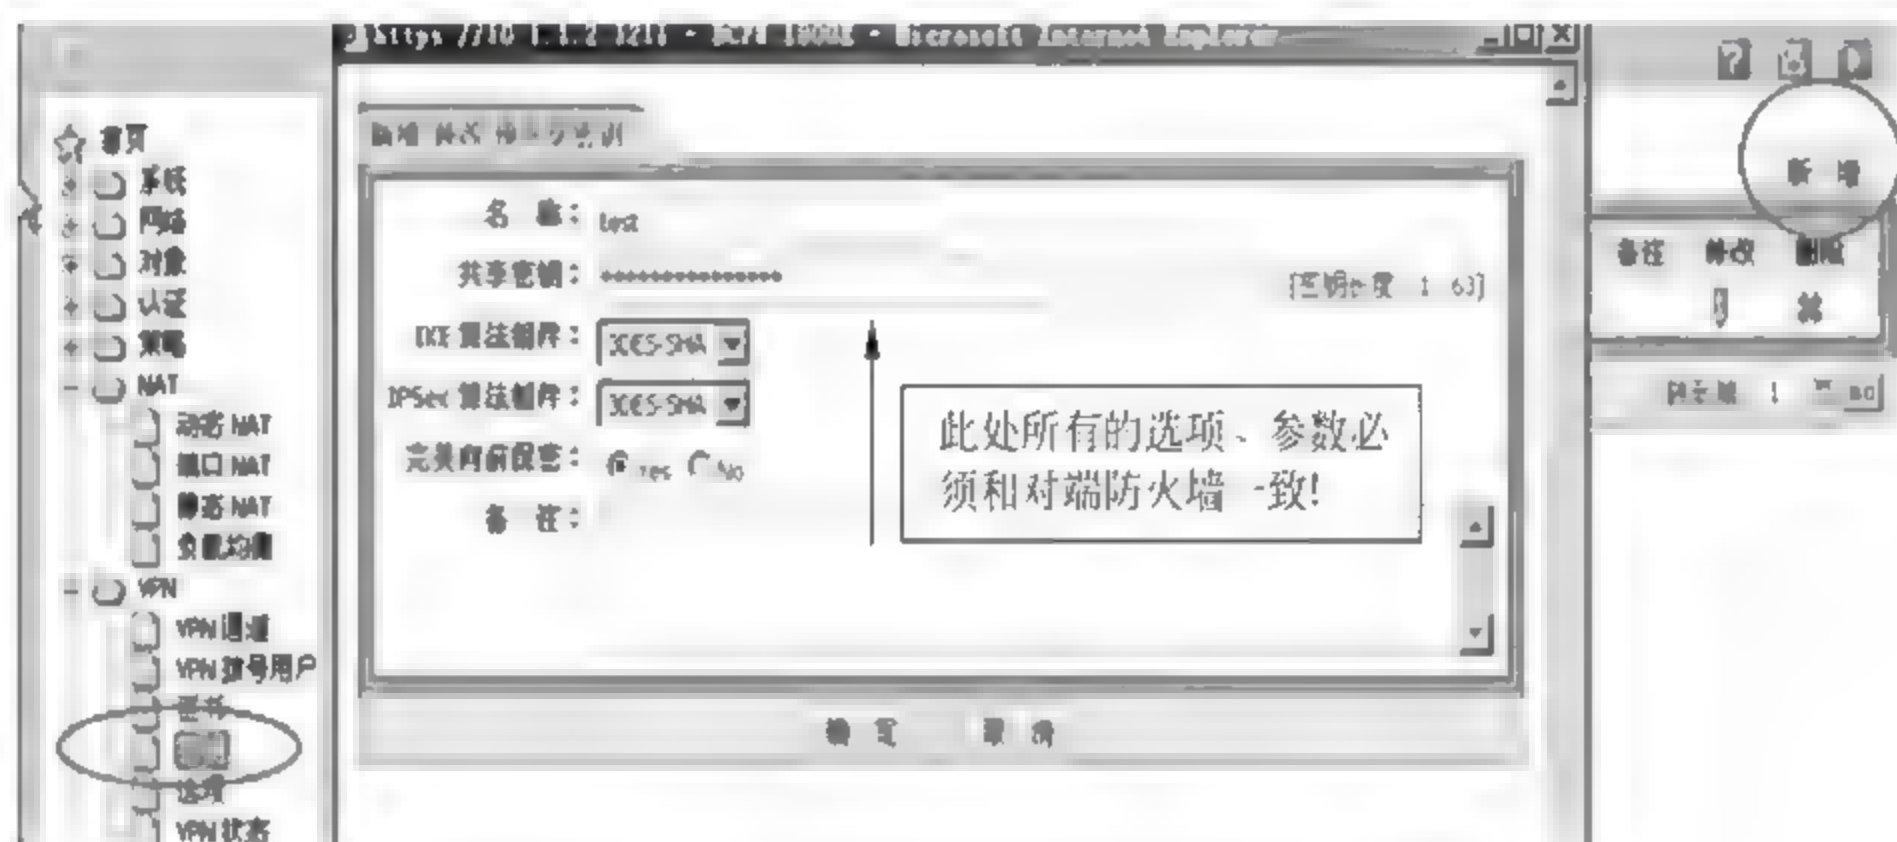 首页
系统
网络
对象
认证
策略
NAT
动态 NAT
端口 NAT
静态 NAT
负载均衡
VPN
VPN 通道
VPN 拨号用户
证书
选项
VPN 状态
Microsoft Internet Explorer
名 称：
test
共享密钥：
••••••••••••••••
IKE 算法组件：
3DES-SHA
IPSec 算法组件：
3DES-SHA
完美向前保密：
Yes No
备 注：
此处所有的选项、参数必
须和对端防火墙一致!
确 定 取 消
新 增
备注 修改 删除